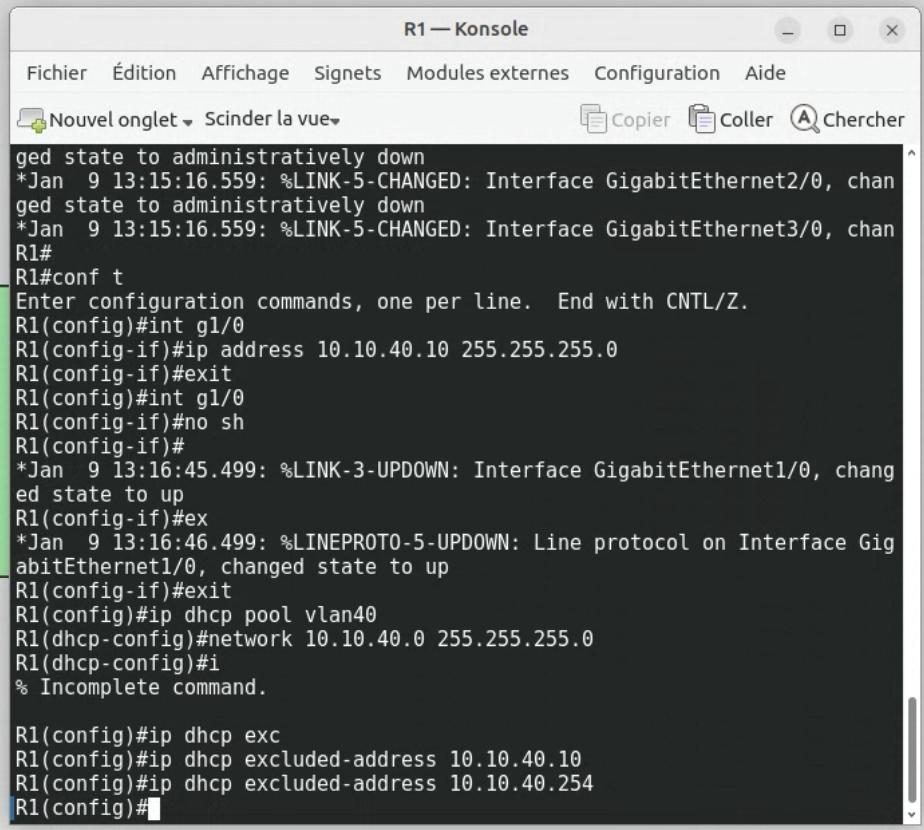 R1 — Konsole
Fichier Édition Affichage Signets Modules externes Configuration Aide
Nouvel onglet Scinder la vue Copier Coller Chercher
ged state to administratively down
*Jan  9 13:15:16.559: %LINK-5-CHANGED: Interface GigabitEthernet2/0, chan
ged state to administratively down
*Jan  9 13:15:16.559: %LINK-5-CHANGED: Interface GigabitEthernet3/0, chan
R1#
R1#conf t
Enter configuration commands, one per line.  End with CNTL/Z.
R1(config)#int g1/0
R1(config-if)#ip address 10.10.40.10 255.255.255.0
R1(config-if)#exit
R1(config)#int g1/0
R1(config-if)#no sh
R1(config-if)#
*Jan  9 13:16:45.499: %LINK-3-UPDOWN: Interface GigabitEthernet1/0, chang
ed state to up
R1(config-if)#ex
*Jan  9 13:16:46.499: %LINEPROTO-5-UPDOWN: Line protocol on Interface Gig
abitEthernet1/0, changed state to up
R1(config-if)#exit
R1(config)#ip dhcp pool vlan40
R1(dhcp-config)#network 10.10.40.0 255.255.255.0
R1(dhcp-config)#i
% Incomplete command.
R1(config)#ip dhcp exc
R1(config)#ip dhcp excluded-address 10.10.40.10
R1(config)#ip dhcp excluded-address 10.10.40.254
R1(config)#